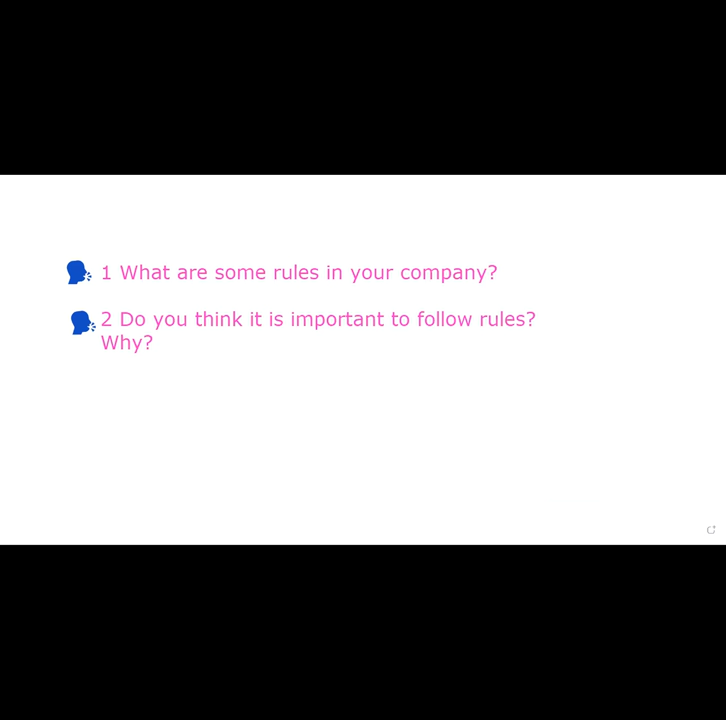 1 What are some rules in your company?
2 Do you think it is important to follow rules?
Why?